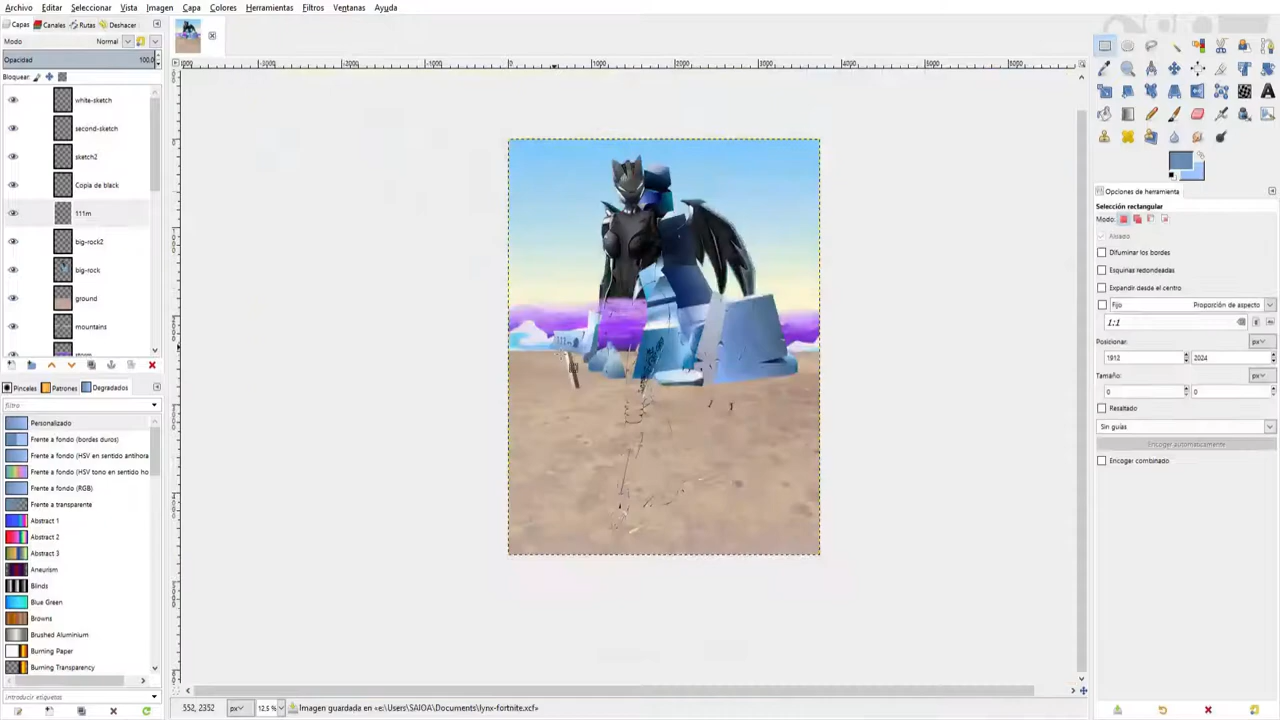 Archivo Editar Seleccionar Vista Imagen Capa Colores Herramientas Filtros Ventanas Ayuda
Capas Canales Rutas Deshacer
Modo Normal
Opacidad 100,0
Bloquear:
white-sketch
second-sketch
sketch2
Copia de black
111m
big-rock2
big-rock
ground
mountains
storm
Pinceles Patrones Degradados
filtro
Personalizado
Frente a fondo (bordes duros)
Frente a fondo (HSV en sentido antihora
Frente a fondo (HSV tono en sentido ho
Frente a fondo (RGB)
Frente a transparente
Abstract 1
Abstract 2
Abstract 3
Aneurism
Blinds
Blue Green
Browns
Brushed Aluminium
Burning Paper
Burning Transparency
introducir etiquetas
552, 2352 px 12.5 % Imagen guardada en «e:\Users\SAIOA\Documents\lynx-fortnite.xcf»
Opciones de herramienta
Selección rectangular
Modo:
Alisado
Difuminar los bordes
Esquinas redondeadas
Expandir desde el centro
Fijo Proporción de aspecto
1:1
Posicionar: px
1912 2024
Tamaño: px
0 0
Resaltado
Sin guías
Encoger automáticamente
Encoger combinado